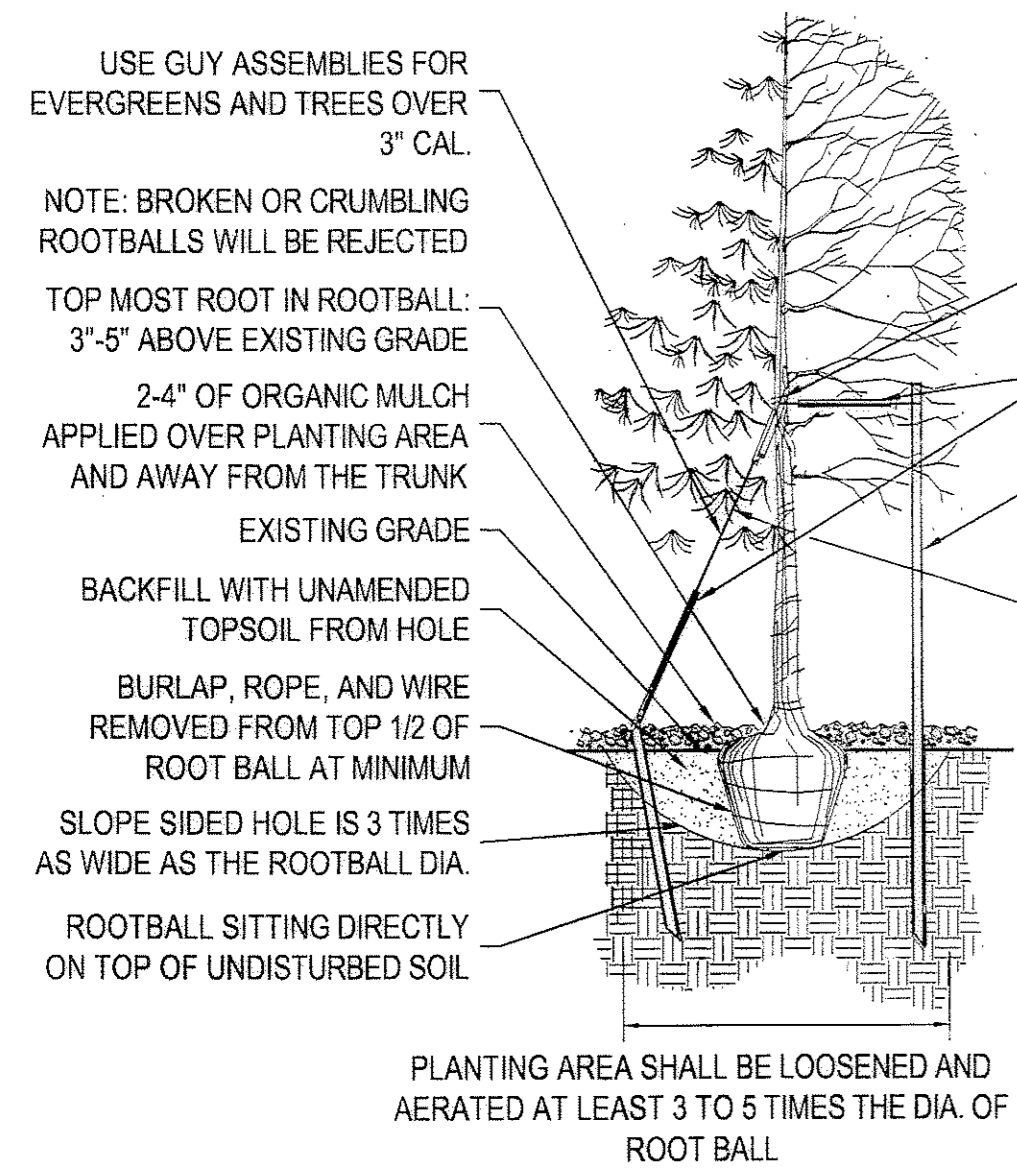 USE GUY ASSEMBLIES FOR
EVERGREENS AND TREES OVER
3" CAL.
NOTE: BROKEN OR CRUMBLING
ROOTBALLS WILL BE REJECTED
TOP MOST ROOT IN ROOTBALL:
3"-5" ABOVE EXISTING GRADE
2-4" OF ORGANIC MULCH
APPLIED OVER PLANTING AREA
AND AWAY FROM THE TRUNK
EXISTING GRADE
BACKFILL WITH UNAMENDED
TOPSOIL FROM HOLE
BURLAP, ROPE, AND WIRE
REMOVED FROM TOP 1/2 OF
ROOT BALL AT MINIMUM
SLOPE SIDED HOLE IS 3 TIMES
AS WIDE AS THE ROOTBALL DIA.
ROOTBALL SITTING DIRECTLY
ON TOP OF UNDISTURBED SOIL
PLANTING AREA SHALL BE LOOSENED AND
AERATED AT LEAST 3 TO 5 TIMES THE DIA. OF
ROOT BALL